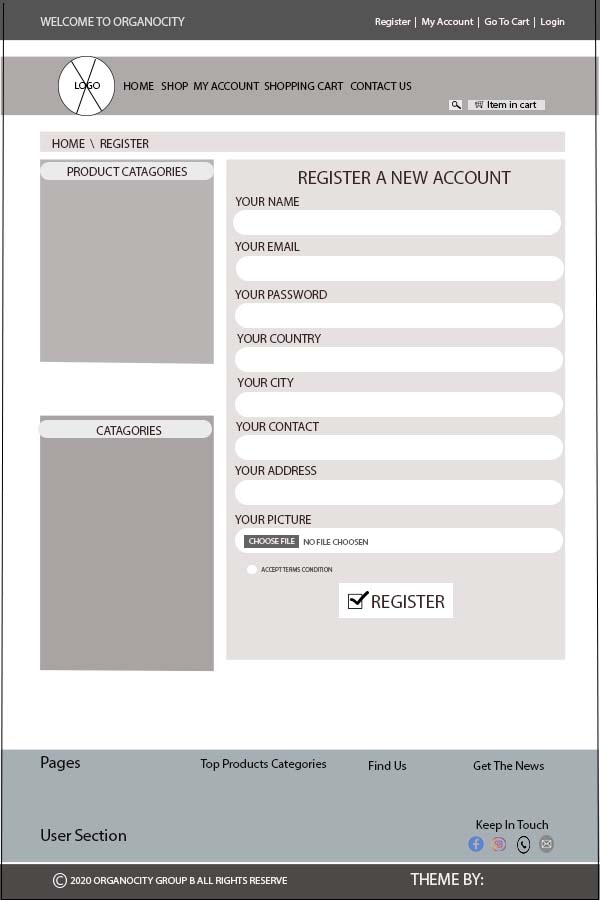 WELCOME TO ORGANOCITY
Register | My Account | Go To Cart | Login
LOGO
HOME SHOP MY ACCOUNT SHOPPING CART CONTACT US
Item in cart
HOME \ REGISTER
PRODUCT CATAGORIES
CATAGORIES
REGISTER A NEW ACCOUNT
YOUR NAME
YOUR EMAIL
YOUR PASSWORD
YOUR COUNTRY
YOUR CITY
YOUR CONTACT
YOUR ADDRESS
YOUR PICTURE
CHOOSE FILE NO FILE CHOOSEN
ACCEPT TERMS CONDITION
REGISTER
Pages
Top Products Categories
Find Us
Get The News
User Section
Keep In Touch
© 2020 ORGANOCITY GROUP B ALL RIGHTS RESERVE
THEME BY: